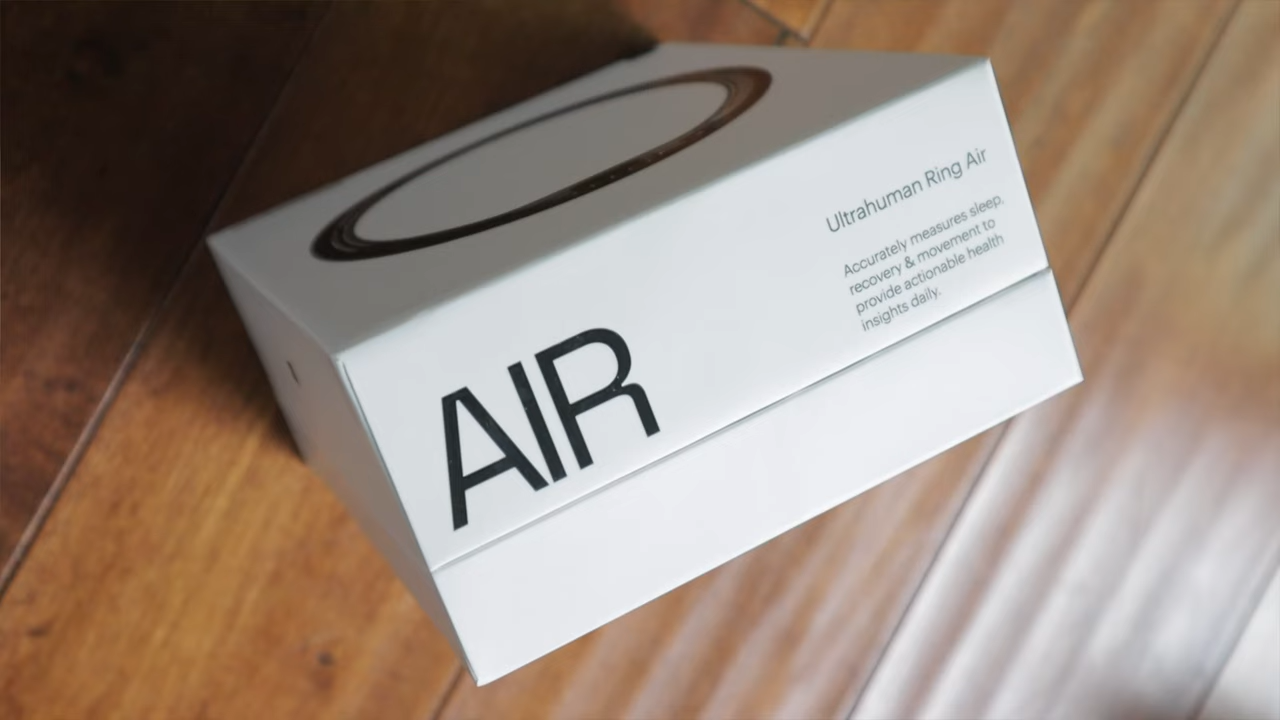 AIR
Ultrahuman Ring Air
Accurately measures sleep,
recovery & movement to
provide actionable health
insights daily.